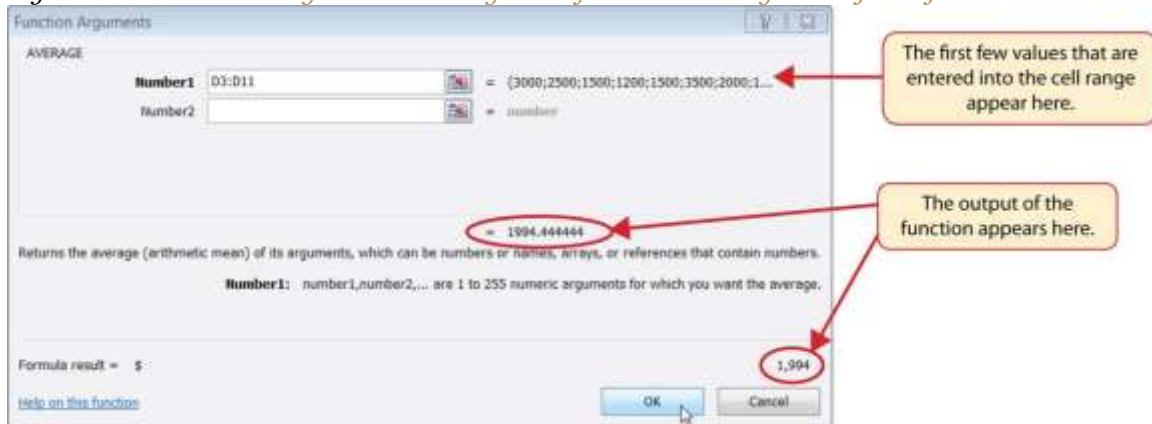 Function Arguments
AVERAGE
Number1 D3:D11 = {3000;2500;1500;1200;1500;3500;2000;1...
Number2 = number
The first few values that are
entered into the cell range
appear here.
The output of the
function appears here.
= 1994.444444
Returns the average (arithmetic mean) of its arguments, which can be numbers or names, arrays, or references that contain numbers.
Number1: number1,number2,... are 1 to 255 numeric arguments for which you want the average.
Formula result = $ 1,994
Help on this function
OK Cancel